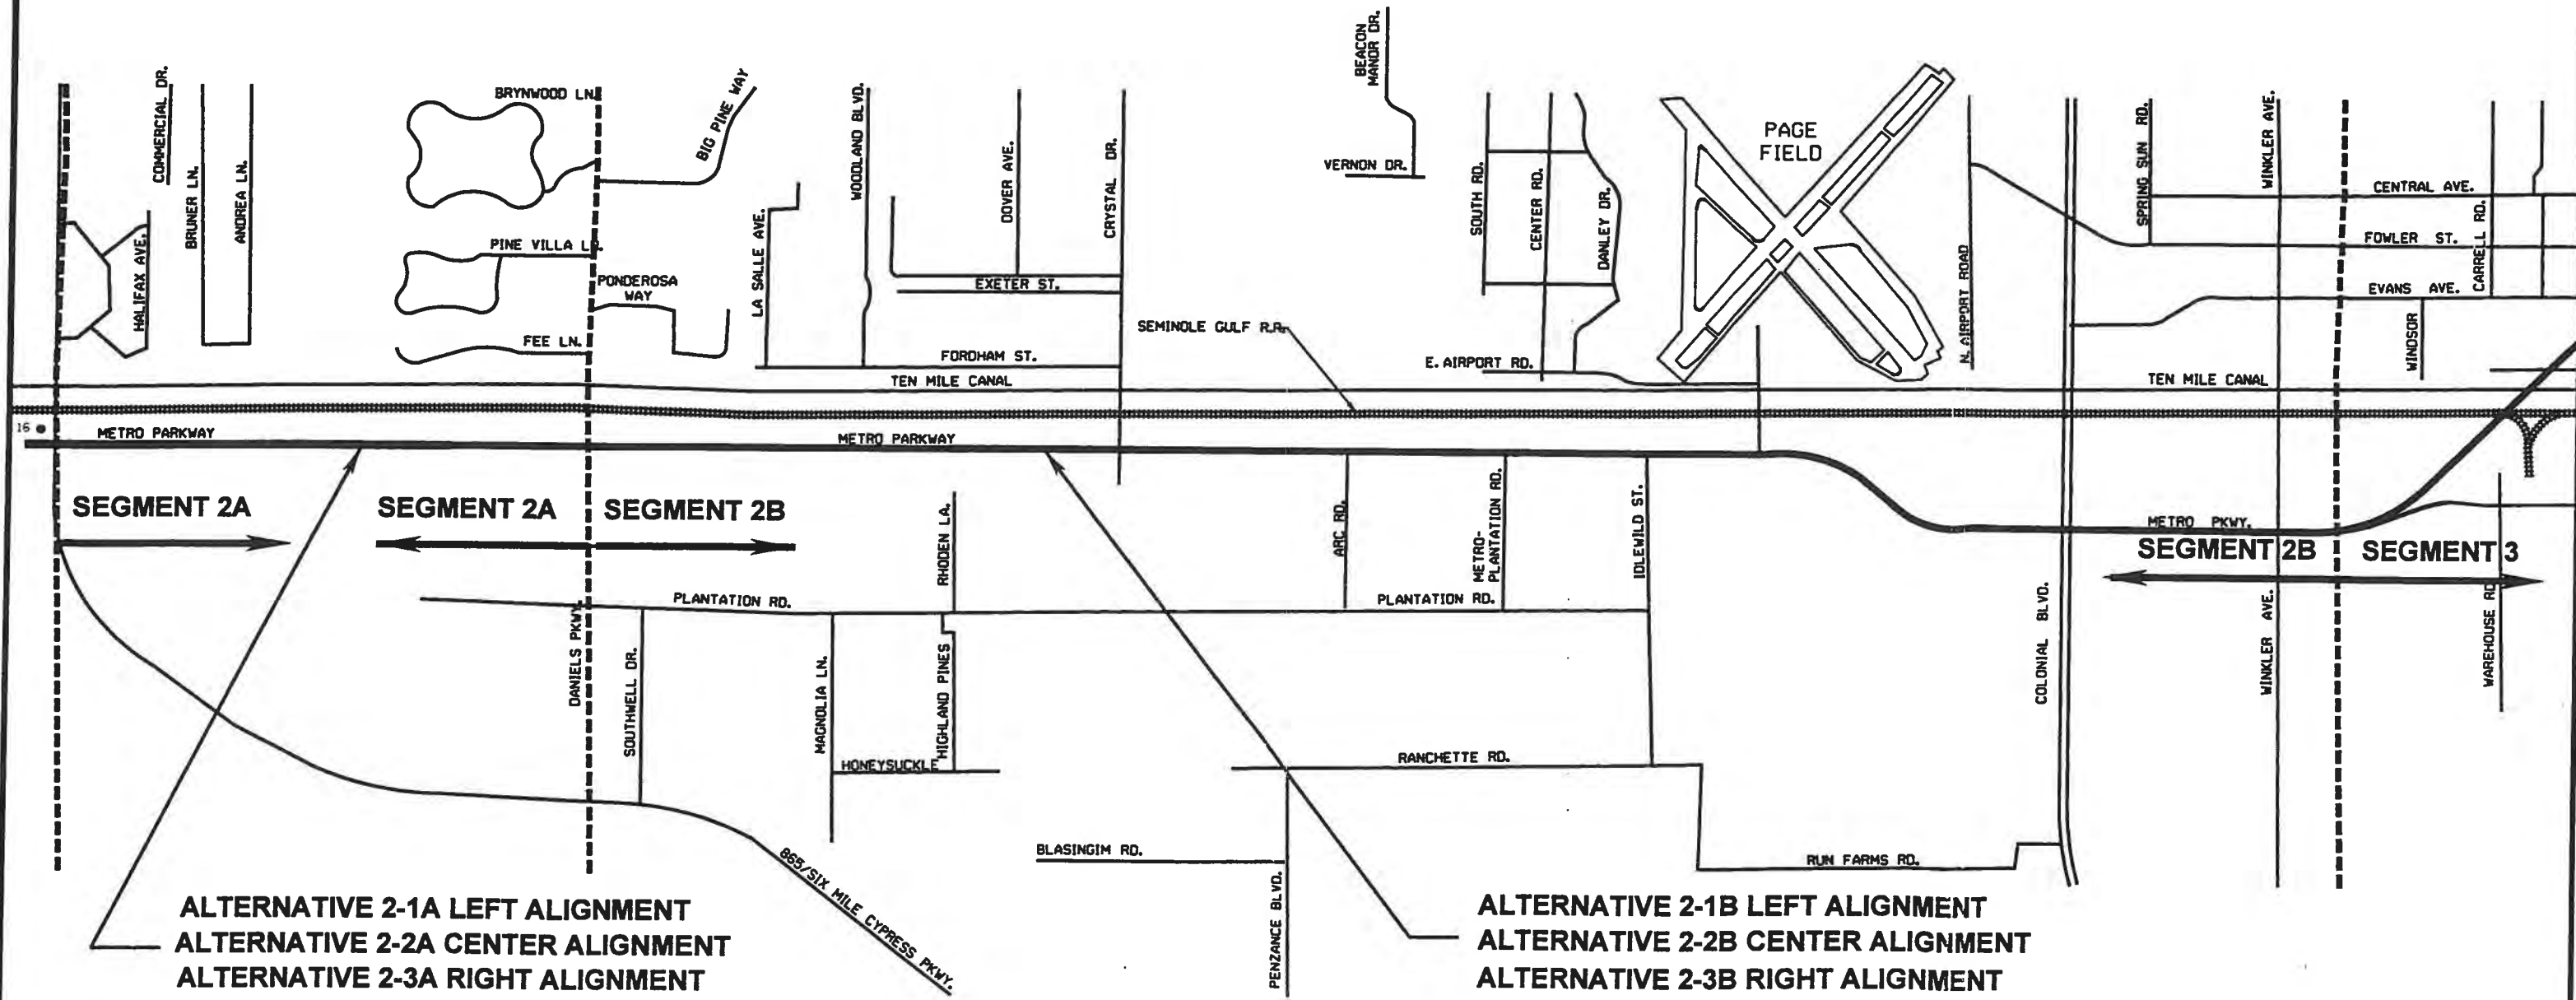 BEACON
MANOR DR.
COMMERCIAL DR.
BRYNWOOD LN.
BIG PINE WAY
WOODLAND BLVD.
DOVER AVE.
CRYSTAL DR.
VERNON DR.
SOUTH RD.
CENTER RD.
DANLEY DR.
PAGE
FIELD
SPRING SUN RD.
WINKLER AVE.
CENTRAL AVE.
BRUNER LN.
ANDREA LN.
HALIFAX AVE.
PINE VILLA LN.
PONDEROSA
WAY
LA SALLE AVE.
EXETER ST.
FOWLER ST.
CARRELL RD.
EVANS AVE.
N. AIRPORT ROAD
WINDSOR
FEE LN.
FORDHAM ST.
SEMINOLE GULF R.R.
E. AIRPORT RD.
TEN MILE CANAL
TEN MILE CANAL
16
METRO PARKWAY
METRO PARKWAY
SEGMENT 2A
SEGMENT 2A
SEGMENT 2B
RHODEN LA.
ARC RD.
METRO-
PLANTATION RD.
IDLEWILD ST.
METRO PKWY.
SEGMENT 2B
SEGMENT 3
PLANTATION RD.
PLANTATION RD.
DANIELS PKWY.
SOUTHWELL DR.
MAGNOLIA LN.
HIGHLAND PINES
HONEYSUCKLE
RANCHETTE RD.
COLONIAL BLVD.
WINKLER AVE.
WAREHOUSE RD.
BLASINGIM RD.
RUN FARMS RD.
865/SIX MILE CYPRESS PKWY.
PENZANCE BLVD.
ALTERNATIVE 2-1A LEFT ALIGNMENT
ALTERNATIVE 2-2A CENTER ALIGNMENT
ALTERNATIVE 2-3A RIGHT ALIGNMENT
ALTERNATIVE 2-1B LEFT ALIGNMENT
ALTERNATIVE 2-2B CENTER ALIGNMENT
ALTERNATIVE 2-3B RIGHT ALIGNMENT